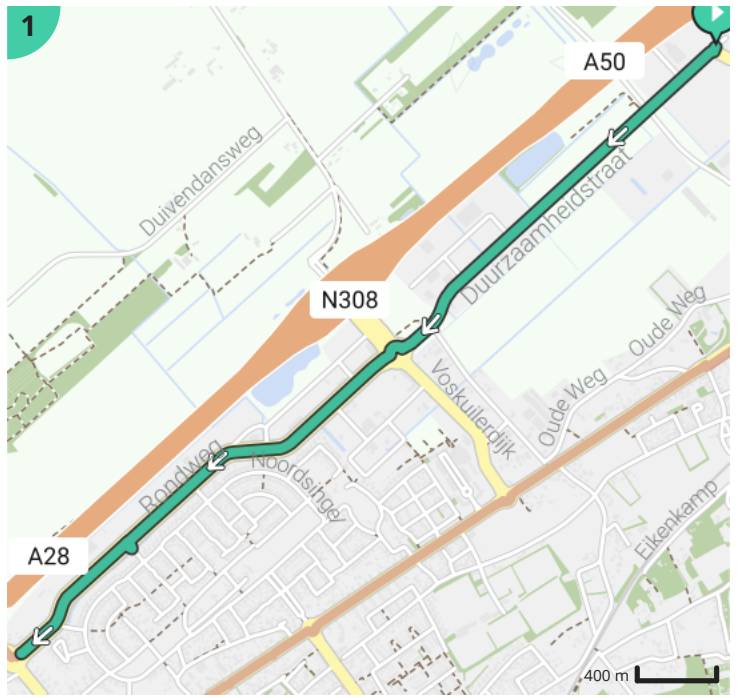 1
A50
Duivendansweg
Duurzaamheidstraat
N308
Oude Weg
Voskuilerdijk
Oude Weg
Rondweg
Noordsingel
Eikenkamp
A28
400 m